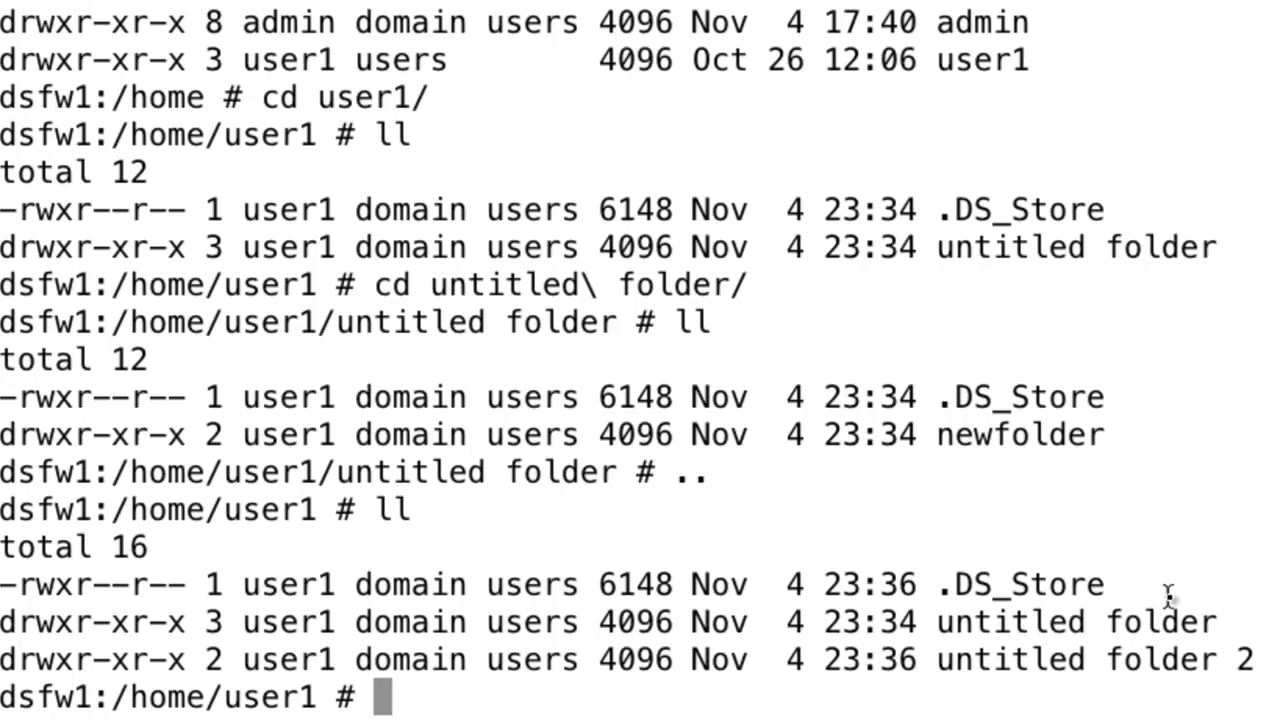 drwxr-xr-x 8 admin domain users 4096 Nov  4 17:40 admin
drwxr-xr-x 3 user1 users        4096 Oct 26 12:06 user1
dsfw1:/home # cd user1/
dsfw1:/home/user1 # ll
total 12
-rwxr--r-- 1 user1 domain users 6148 Nov  4 23:34 .DS_Store
drwxr-xr-x 3 user1 domain users 4096 Nov  4 23:34 untitled folder
dsfw1:/home/user1 # cd untitled\ folder/
dsfw1:/home/user1/untitled folder # ll
total 12
-rwxr--r-- 1 user1 domain users 6148 Nov  4 23:34 .DS_Store
drwxr-xr-x 2 user1 domain users 4096 Nov  4 23:34 newfolder
dsfw1:/home/user1/untitled folder # ..
dsfw1:/home/user1 # ll
total 16
-rwxr--r-- 1 user1 domain users 6148 Nov  4 23:36 .DS_Store
drwxr-xr-x 3 user1 domain users 4096 Nov  4 23:34 untitled folder
drwxr-xr-x 2 user1 domain users 4096 Nov  4 23:36 untitled folder 2
dsfw1:/home/user1 #